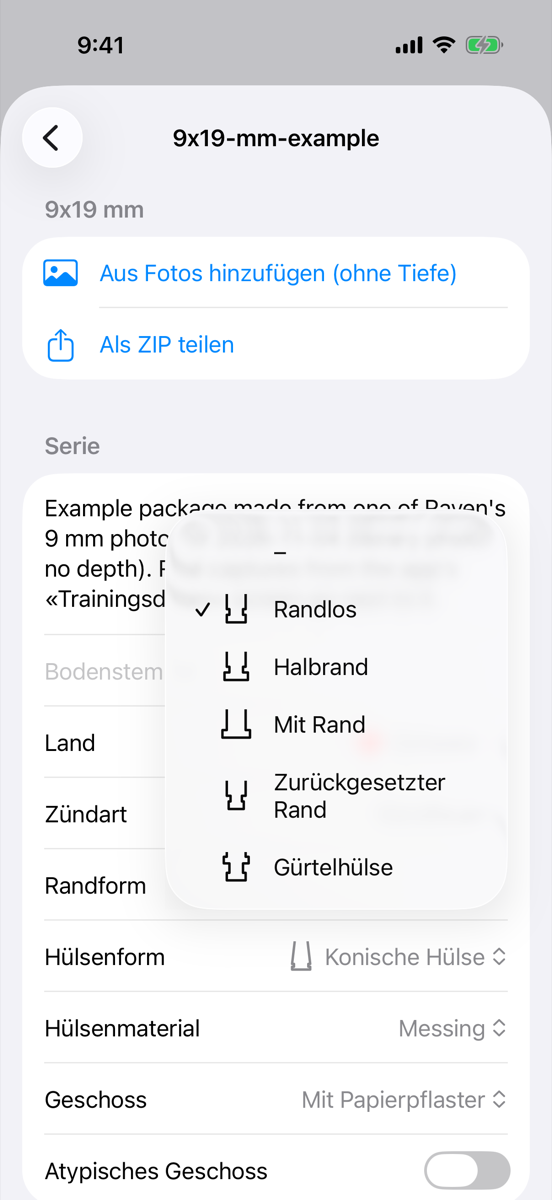 9:41
9x19-mm-example
9x19 mm
Aus Fotos hinzufügen (ohne Tiefe)
Als ZIP teilen
Serie
Example package made from one of Raven's
9 mm photo
no depth).
«Trainingsd
–
Randlos
Halbrand
Mit Rand
Zurückgesetzter
Rand
Gürtelhülse
Bodenstem
Land
Zündart
Randform
Hülsenform Konische Hülse
Hülsenmaterial Messing
Geschoss Mit Papierpflaster
Atypisches Geschoss